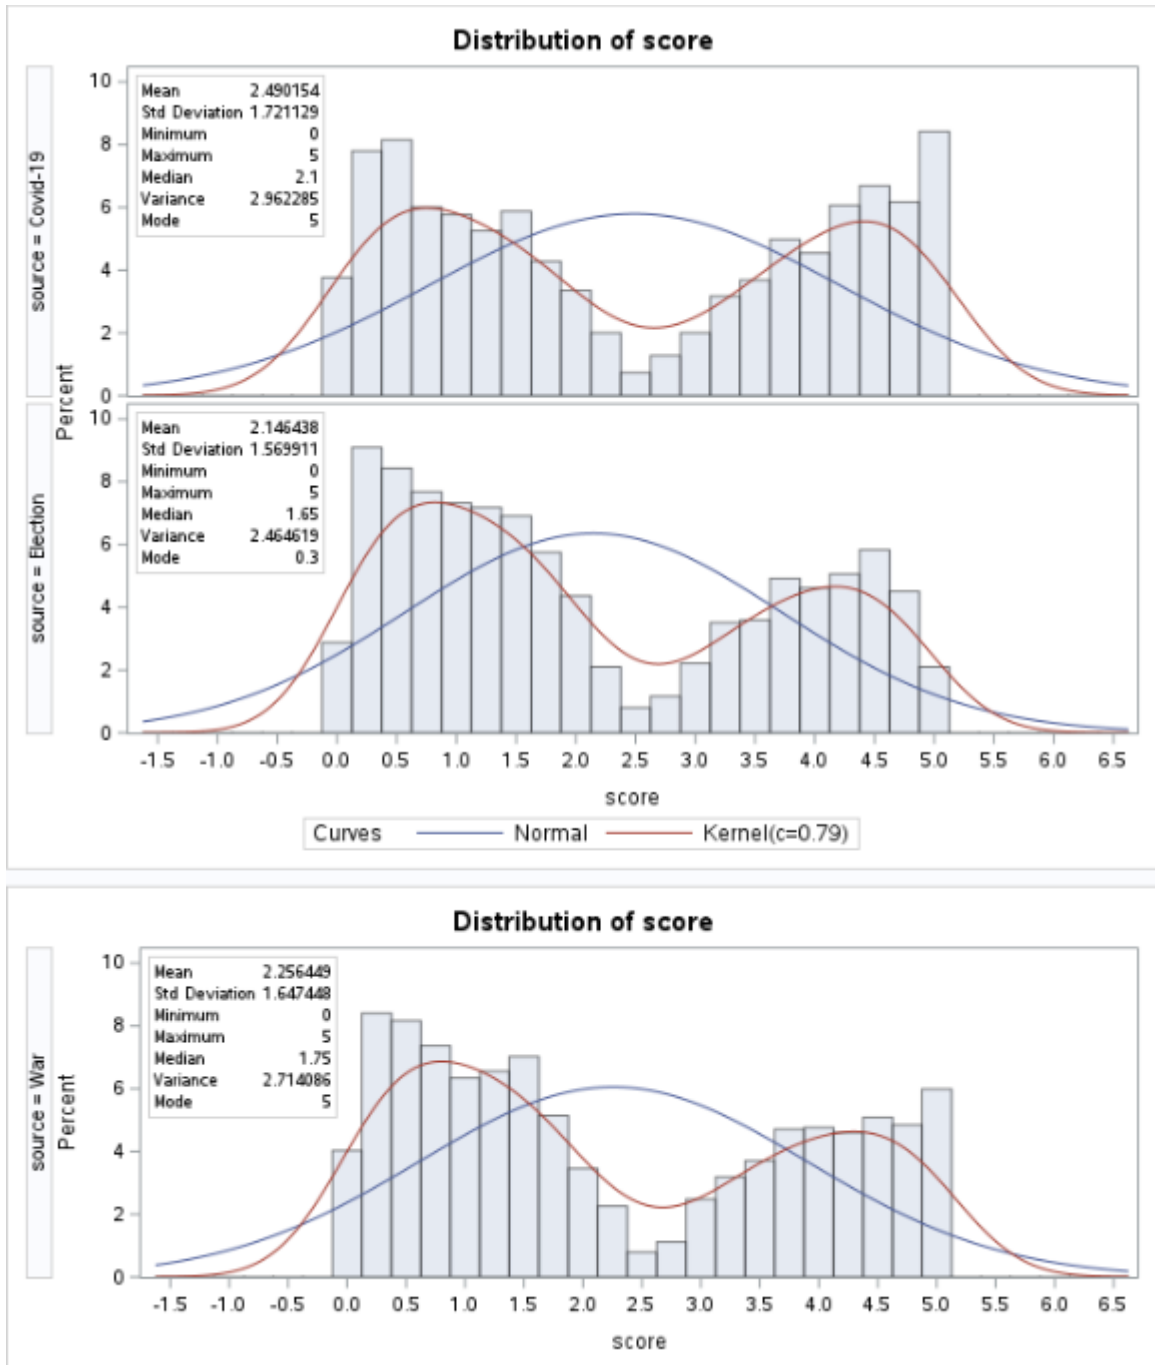 Distribution of score
source = Covid-19
Percent
10
8
6
4
2
0
Mean 2.490154
Std Deviation 1.721129
Minimum 0
Maximum 5
Median 2.1
Variance 2.962285
Mode 5
source = Election
10
8
6
4
2
0
Mean 2.146438
Std Deviation 1.569911
Minimum 0
Maximum 5
Median 1.65
Variance 2.464619
Mode 0.3
-1.5 -1.0 -0.5 0.0 0.5 1.0 1.5 2.0 2.5 3.0 3.5 4.0 4.5 5.0 5.5 6.0 6.5
score
Curves Normal Kernel(c=0.79)
Distribution of score
source = War
Percent
10
8
6
4
2
0
Mean 2.256449
Std Deviation 1.647448
Minimum 0
Maximum 5
Median 1.75
Variance 2.714086
Mode 5
-1.5 -1.0 -0.5 0.0 0.5 1.0 1.5 2.0 2.5 3.0 3.5 4.0 4.5 5.0 5.5 6.0 6.5
score